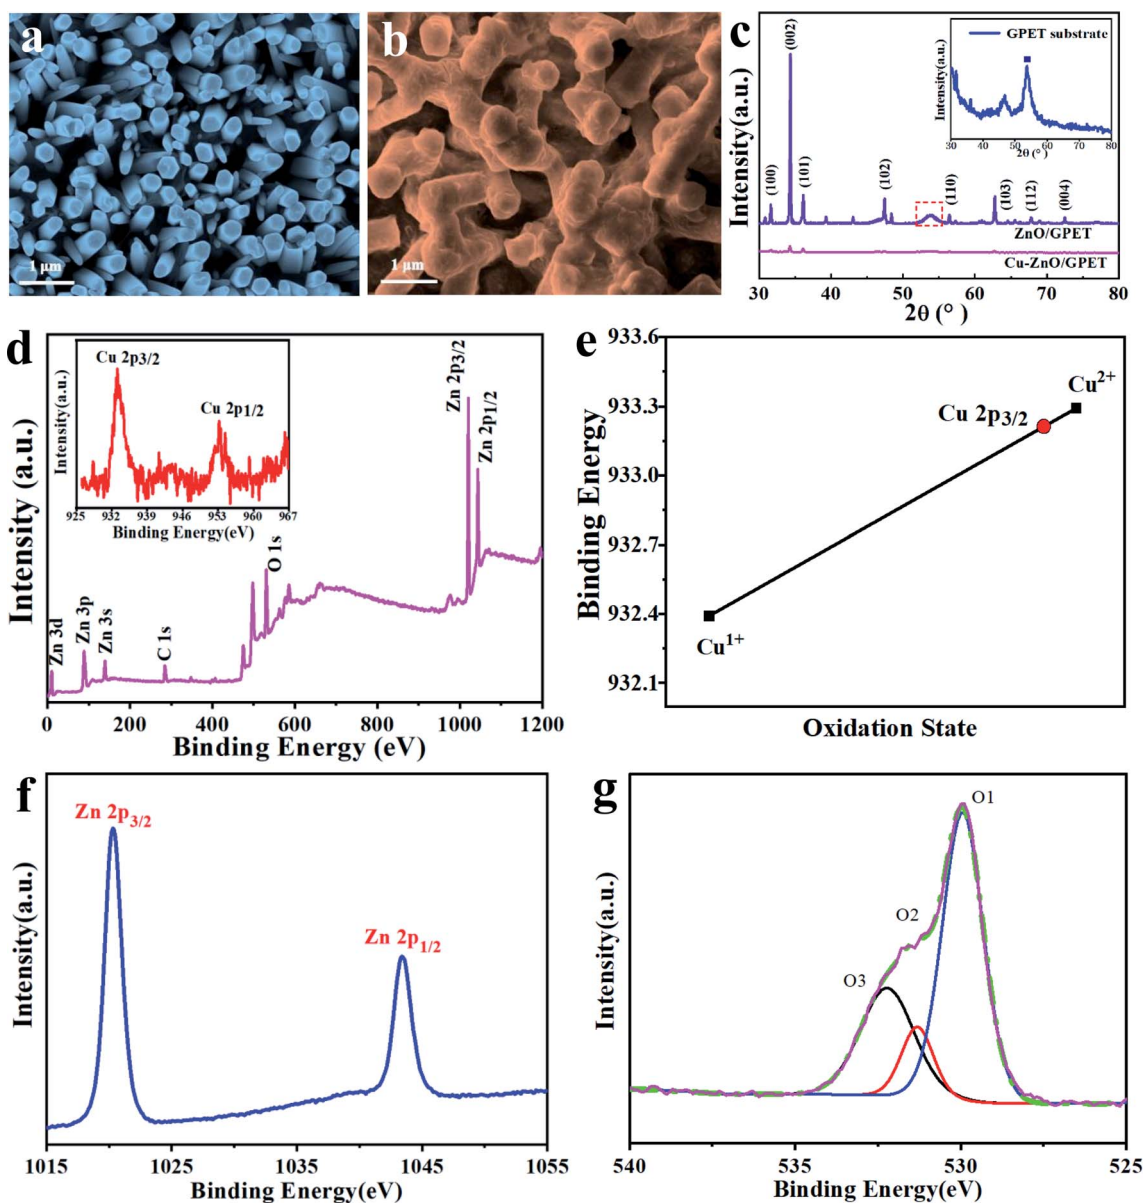 a
1 μm
b
1 μm
c
Intensity(a.u.)
(100)
(002)
(101)
(102)
(110)
(103)
(112)
(004)
ZnO/GPET
Cu-ZnO/GPET
30 40 50 60 70 80
2θ (° )
GPET substrate
Intensity(a.u.)
30 40 50 60 70 80
2θ (° )
d
Intensity (a.u.)
Cu 2p3/2
Cu 2p1/2
Intensity(a.u.)
925 932 939 946 953 960 967
Binding Energy(eV)
Zn 3d
Zn 3p
Zn 3s
C 1s
O 1s
Zn 2p3/2
Zn 2p1/2
0 200 400 600 800 1000 1200
Binding Energy (eV)
e
Binding Energy
933.6
933.3
933.0
932.7
932.4
932.1
Cu2+
Cu 2p3/2
Cu1+
Oxidation State
f
Intensity(a.u.)
Zn 2p3/2
Zn 2p1/2
1015 1025 1035 1045 1055
Binding Energy(eV)
g
Intensity(a.u.)
O1
O2
O3
540 535 530 525
Binding Energy(eV)